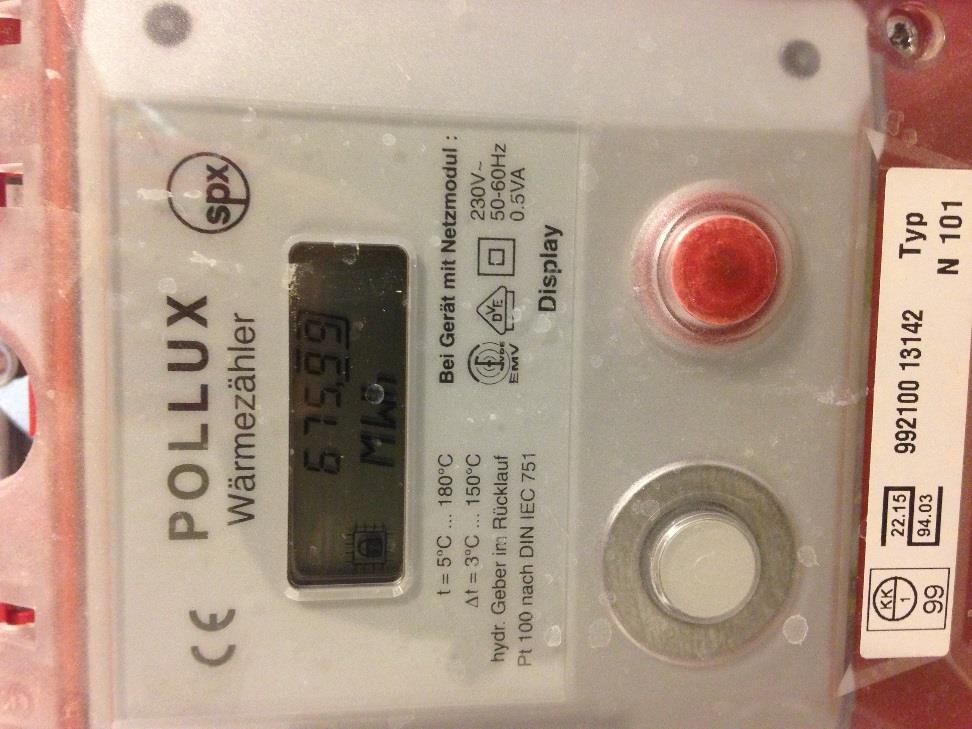 CE POLLUX spx
Wärmezähler
675,99
MWh
t = 5°C ... 180°C
Δt = 3°C ... 150°C
hydr. Geber im Rücklauf
Pt 100 nach DIN IEC 751
Bei Gerät mit Netzmodul :
230V~
50-60Hz
0.5VA
EMV
Display
KK
1
99
22.15
94.03
992100 13142
Typ
N 101